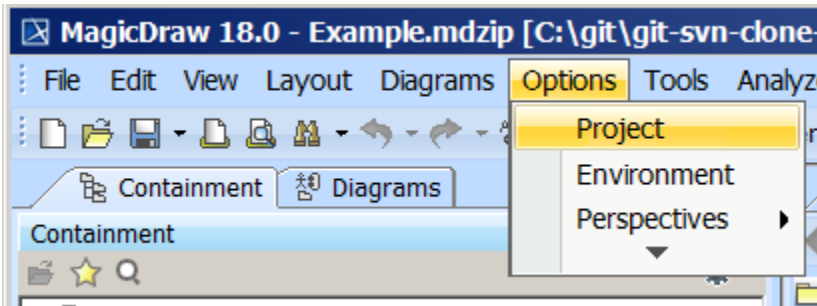 MagicDraw 18.0 - Example.mdzip [C:\git\git-svn-clone-
File Edit View Layout Diagrams Options Tools Analyz
Project
Environment
Perspectives
Containment Diagrams
Containment